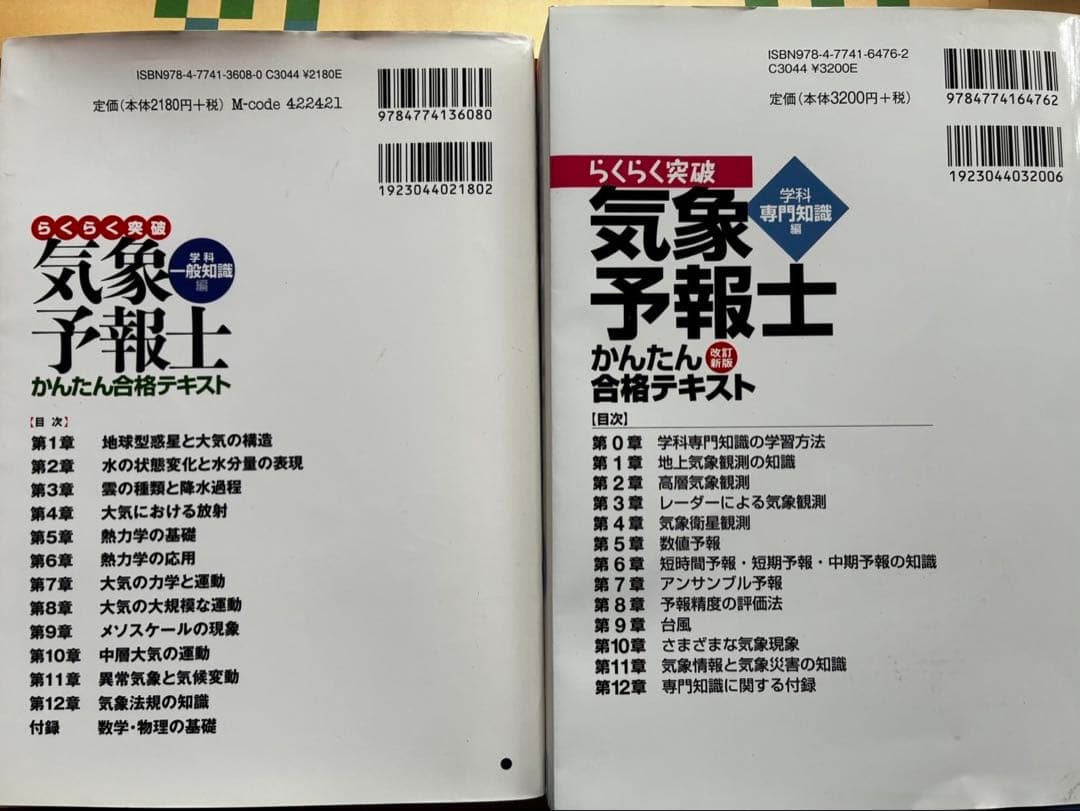 ISBN978-4-7741-3608-0 C3044 ¥2180E
定価(本体2180円+税) M-code 422421
9784774136080
1923044021802
らくらく突破
気象
予報士
学科
一般知識
編
かんたん合格テキスト
【目次】
第1章 地球型惑星と大気の構造
第2章 水の状態変化と水分量の表現
第3章 雲の種類と降水過程
第4章 大気における放射
第5章 熱力学の基礎
第6章 熱力学の応用
第7章 大気の力学と運動
第8章 大気の大規模な運動
第9章 メソスケールの現象
第10章 中層大気の運動
第11章 異常気象と気候変動
第12章 気象法規の知識
付録 数学・物理の基礎
ISBN978-4-7741-6476-2
C3044 ¥3200E
定価(本体3200円+税)
9784774164762
1923044032006
らくらく突破
気象
予報士
学科
専門知識
編
かんたん
改訂
新版
合格テキスト
【目次】
第0章 学科専門知識の学習方法
第1章 地上気象観測の知識
第2章 高層気象観測
第3章 レーダーによる気象観測
第4章 気象衛星観測
第5章 数値予報
第6章 短時間予報・短期予報・中期予報の知識
第7章 アンサンブル予報
第8章 予報精度の評価法
第9章 台風
第10章 さまざまな気象現象
第11章 気象情報と気象災害の知識
第12章 専門知識に関する付録